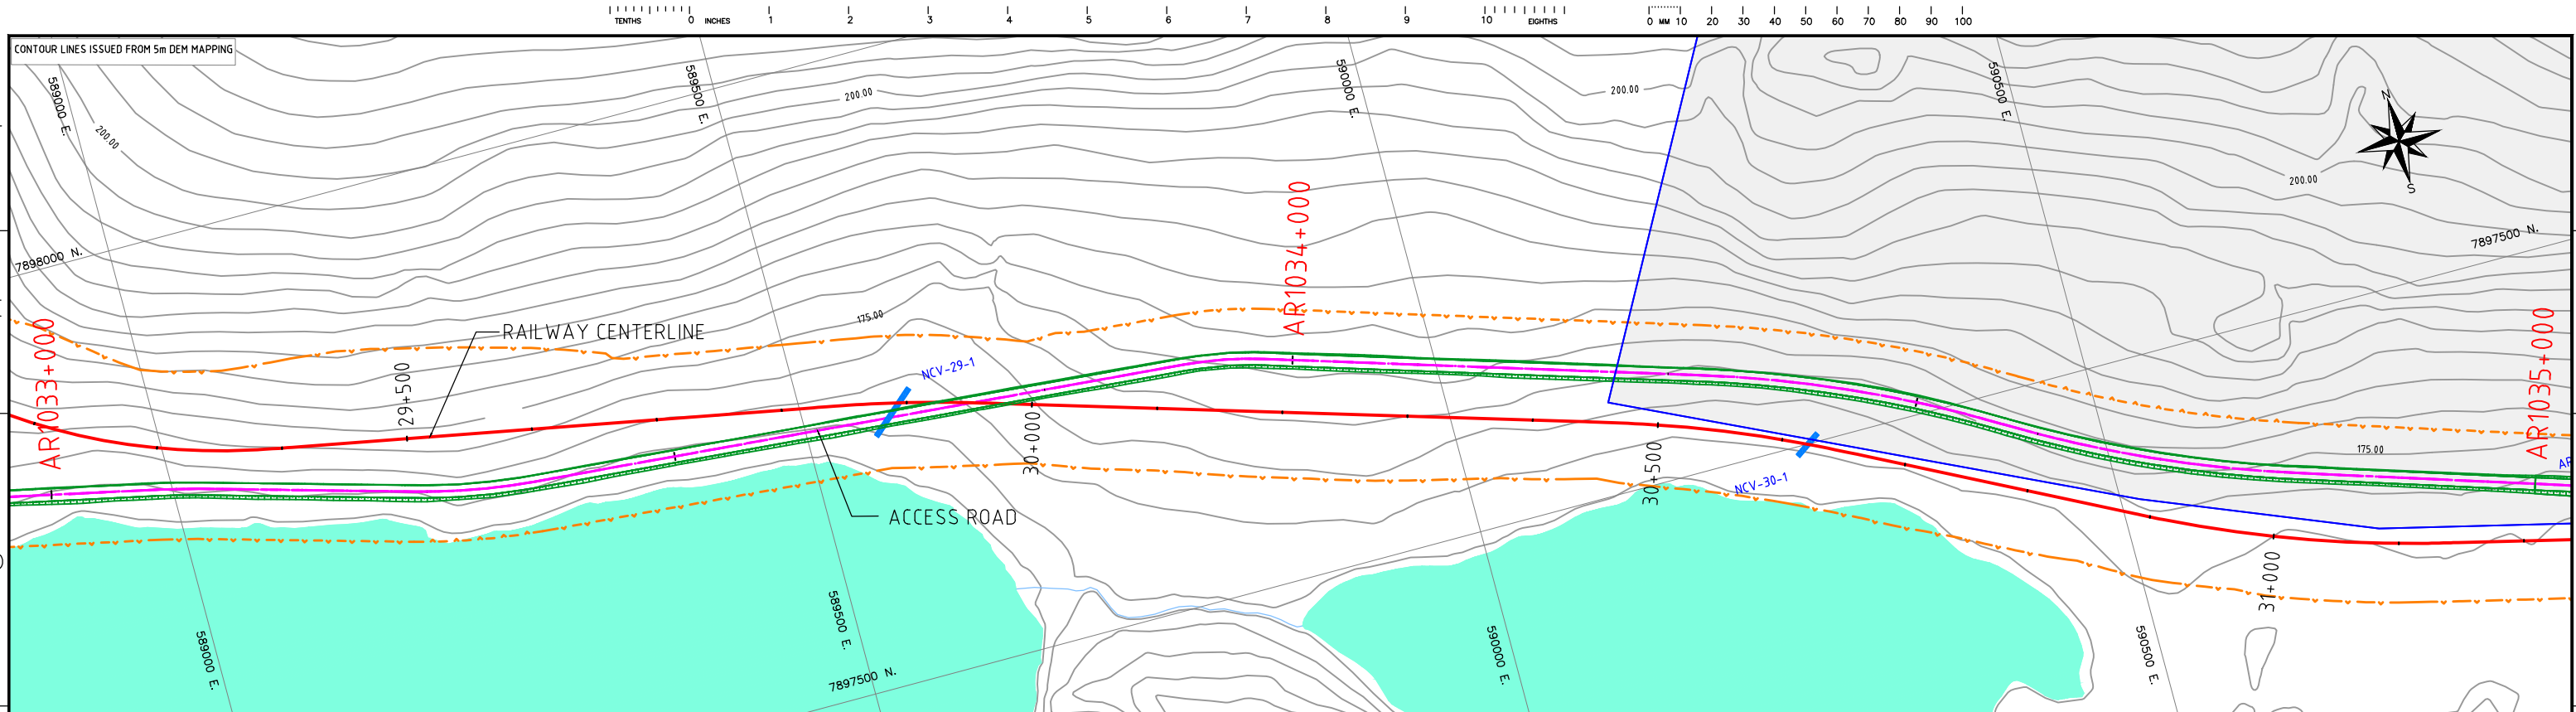 TENTHS 0 INCHES 1 2 3 4 5 6 7 8 9 10 EIGHTHS 0 MM 10 20 30 40 50 60 70 80 90 100
CONTOUR LINES ISSUED FROM 5m DEM MAPPING
589000 E.
589500 E.
590000 E.
590500 E.
200.00
200.00
200.00
200.00
N
S
7898000 N.
7897500 N.
AR1033+000
AR1034+000
AR1035+000
175.00
RAILWAY CENTERLINE
29+500
NCV-29-1
30+000
30+500
175.00
NCV-30-1
ACCESS ROAD
31+000
589000 E.
589500 E.
590000 E.
590500 E.
7897500 N.